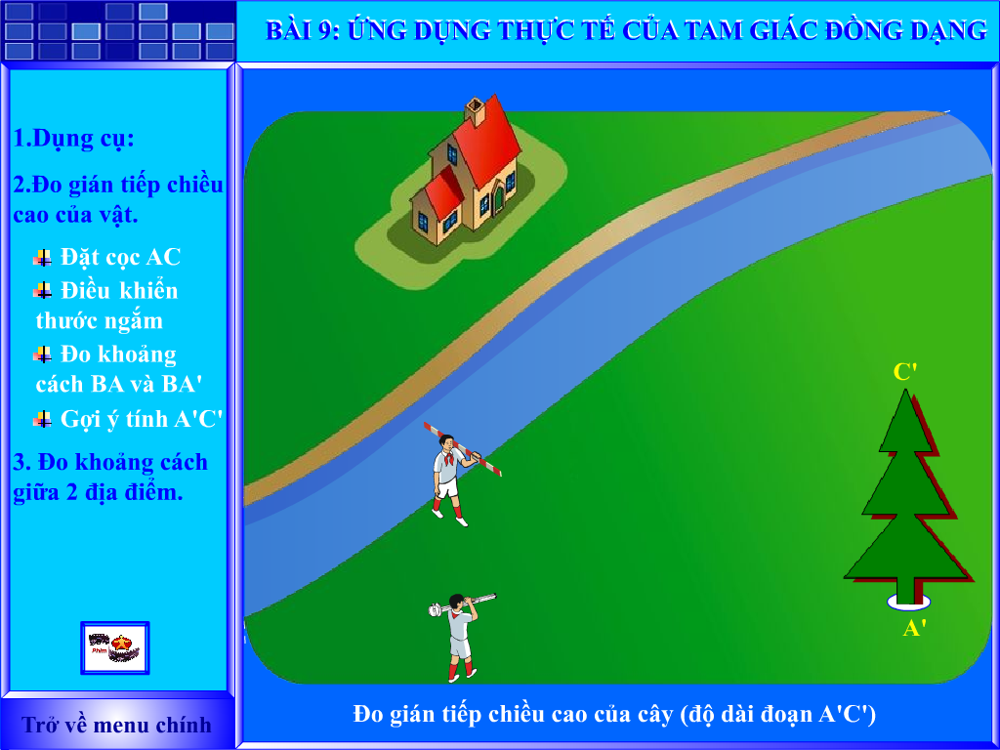 BÀI 9: ỨNG DỤNG THỰC TẾ CỦA TAM GIÁC ĐỒNG DẠNG
1.Dụng cụ:
2.Đo gián tiếp chiều
cao của vật.
Đặt cọc AC
Điều khiển
thước ngắm
Đo khoảng
cách BA và BA'
Gợi ý tính A'C'
3. Đo khoảng cách
giữa 2 địa điểm.
Phim
Trở về menu chính
C'
A'
Đo gián tiếp chiều cao của cây (độ dài đoạn A'C')